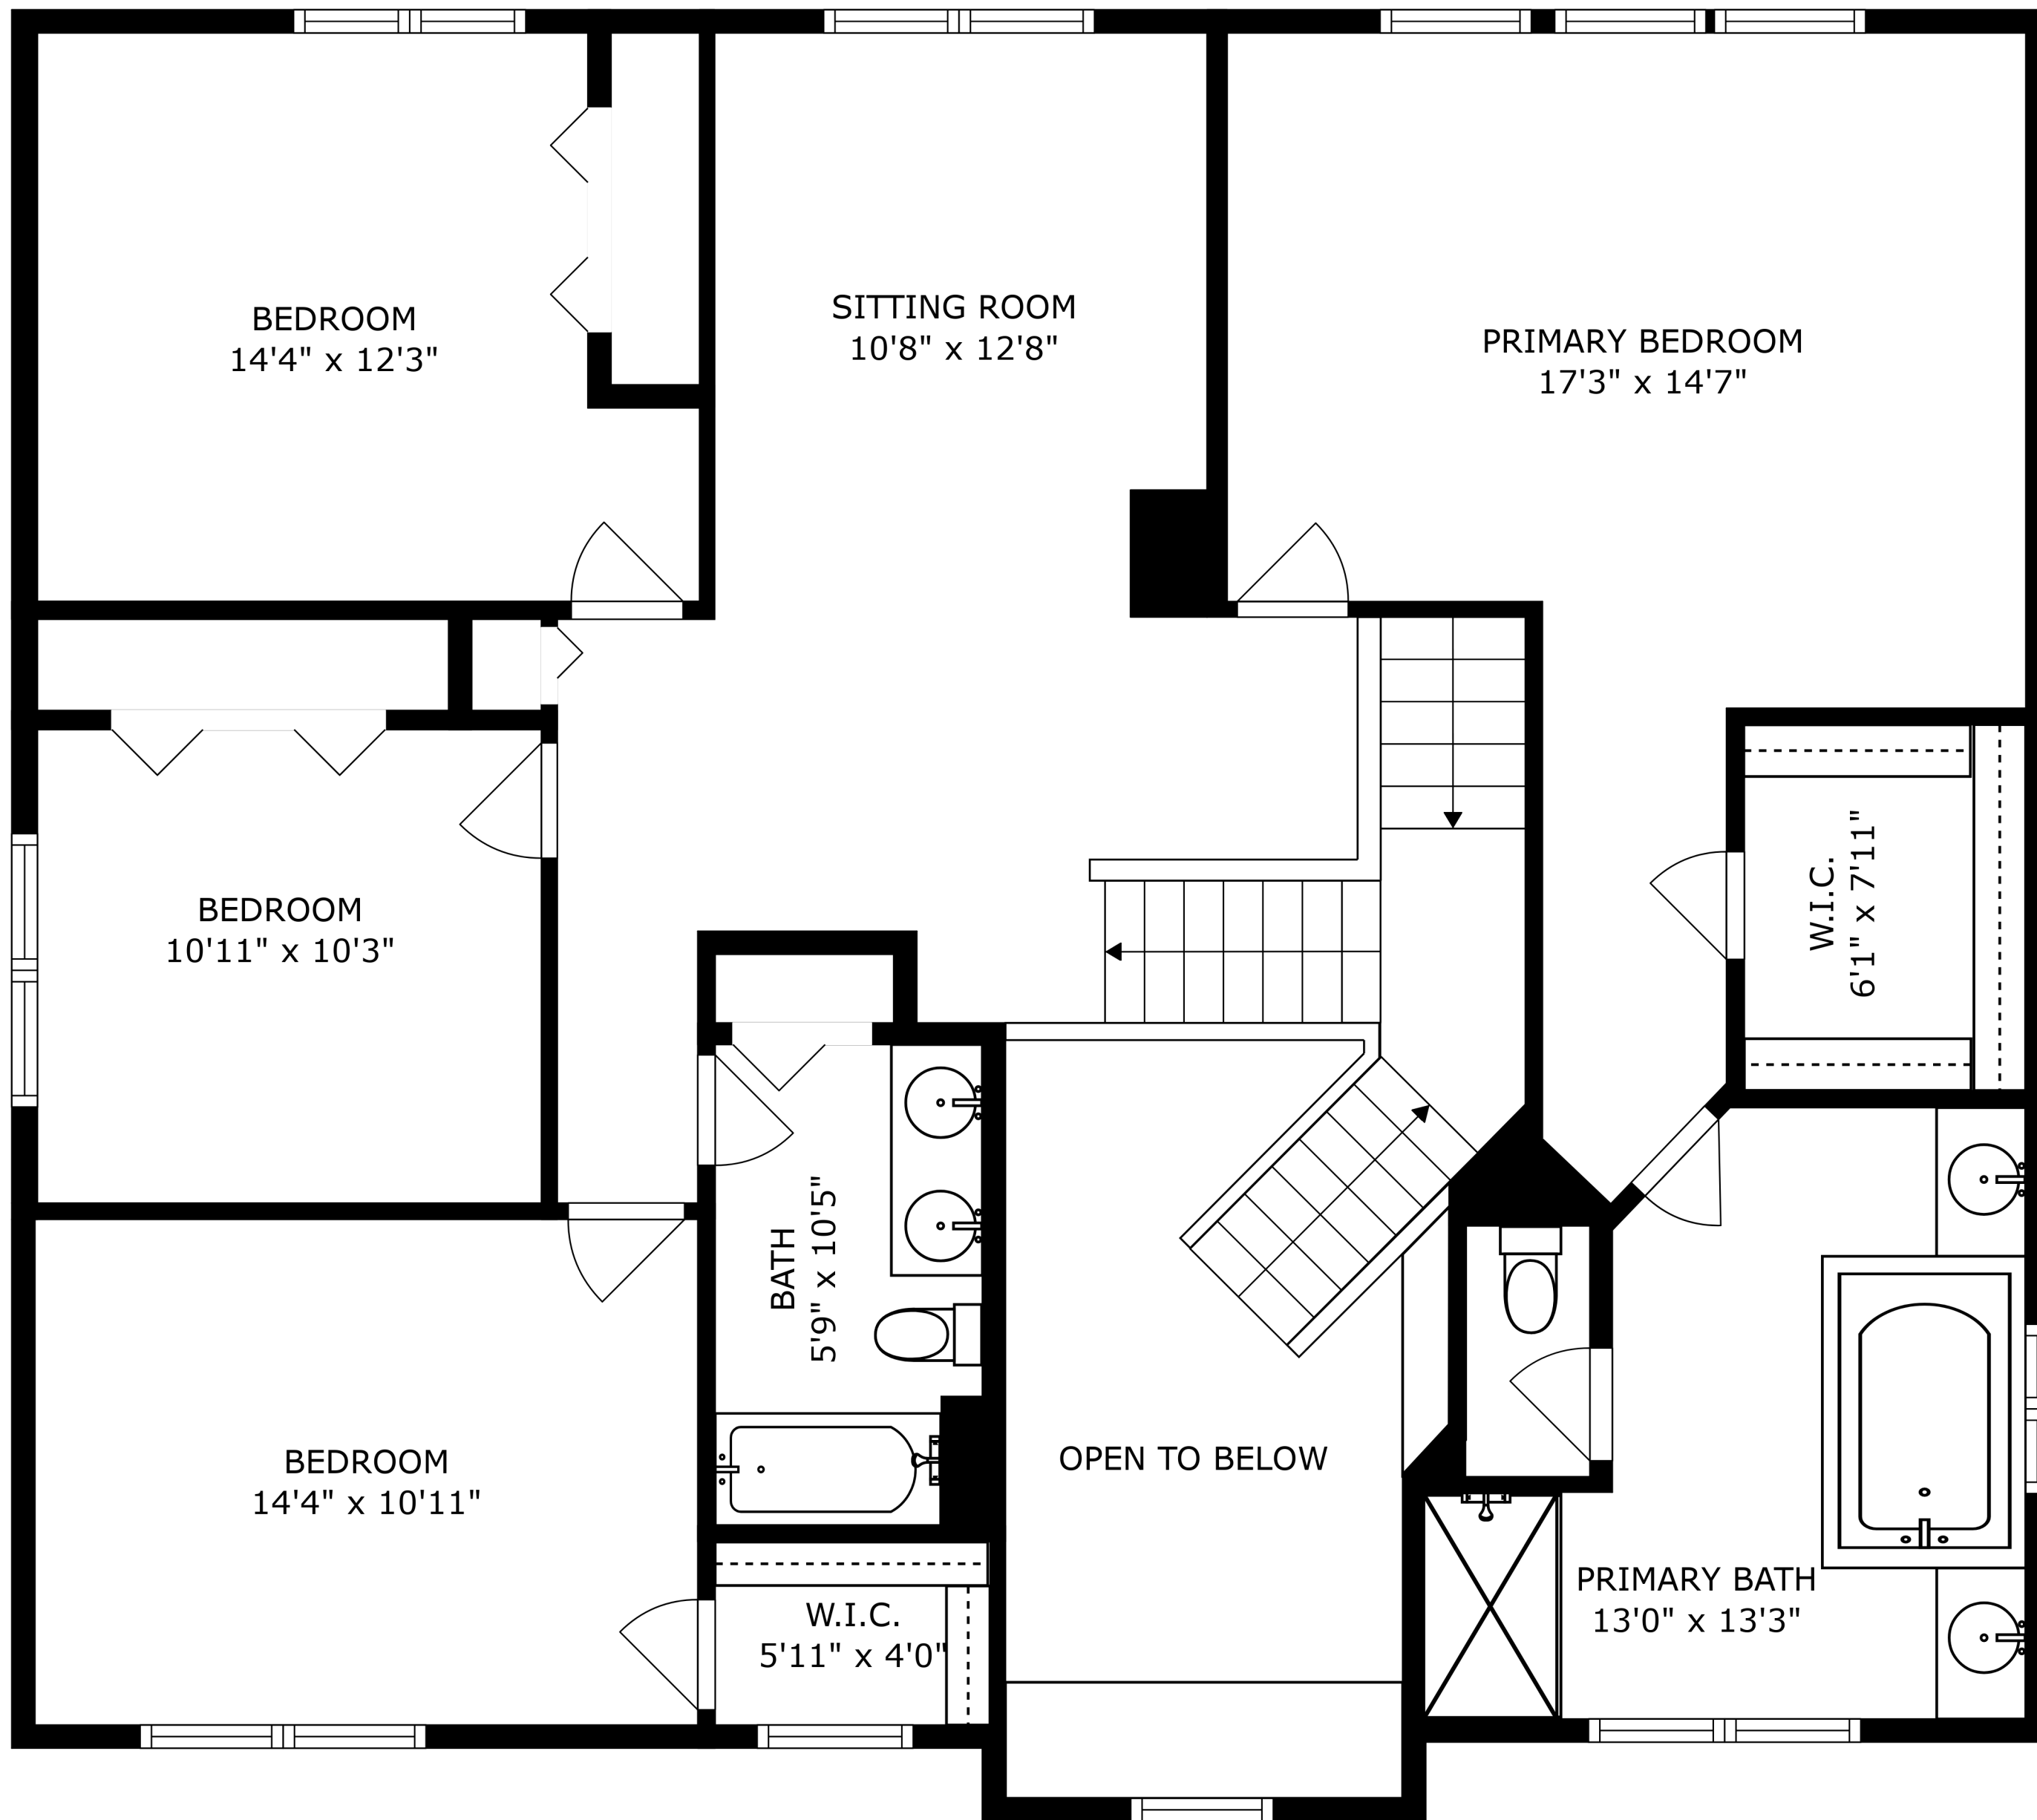 SITTING ROOM
10'8" x 12'8"
BEDROOM
14'4" x 12'3"
PRIMARY BEDROOM
17'3" x 14'7"
BEDROOM
10'11" x 10'3"
W.I.C.
6'1" x 7'11"
BATH
5'9" x 10'5"
BEDROOM
14'4" x 10'11"
OPEN TO BELOW
PRIMARY BATH
13'0" x 13'3"
W.I.C.
5'11" x 4'0"